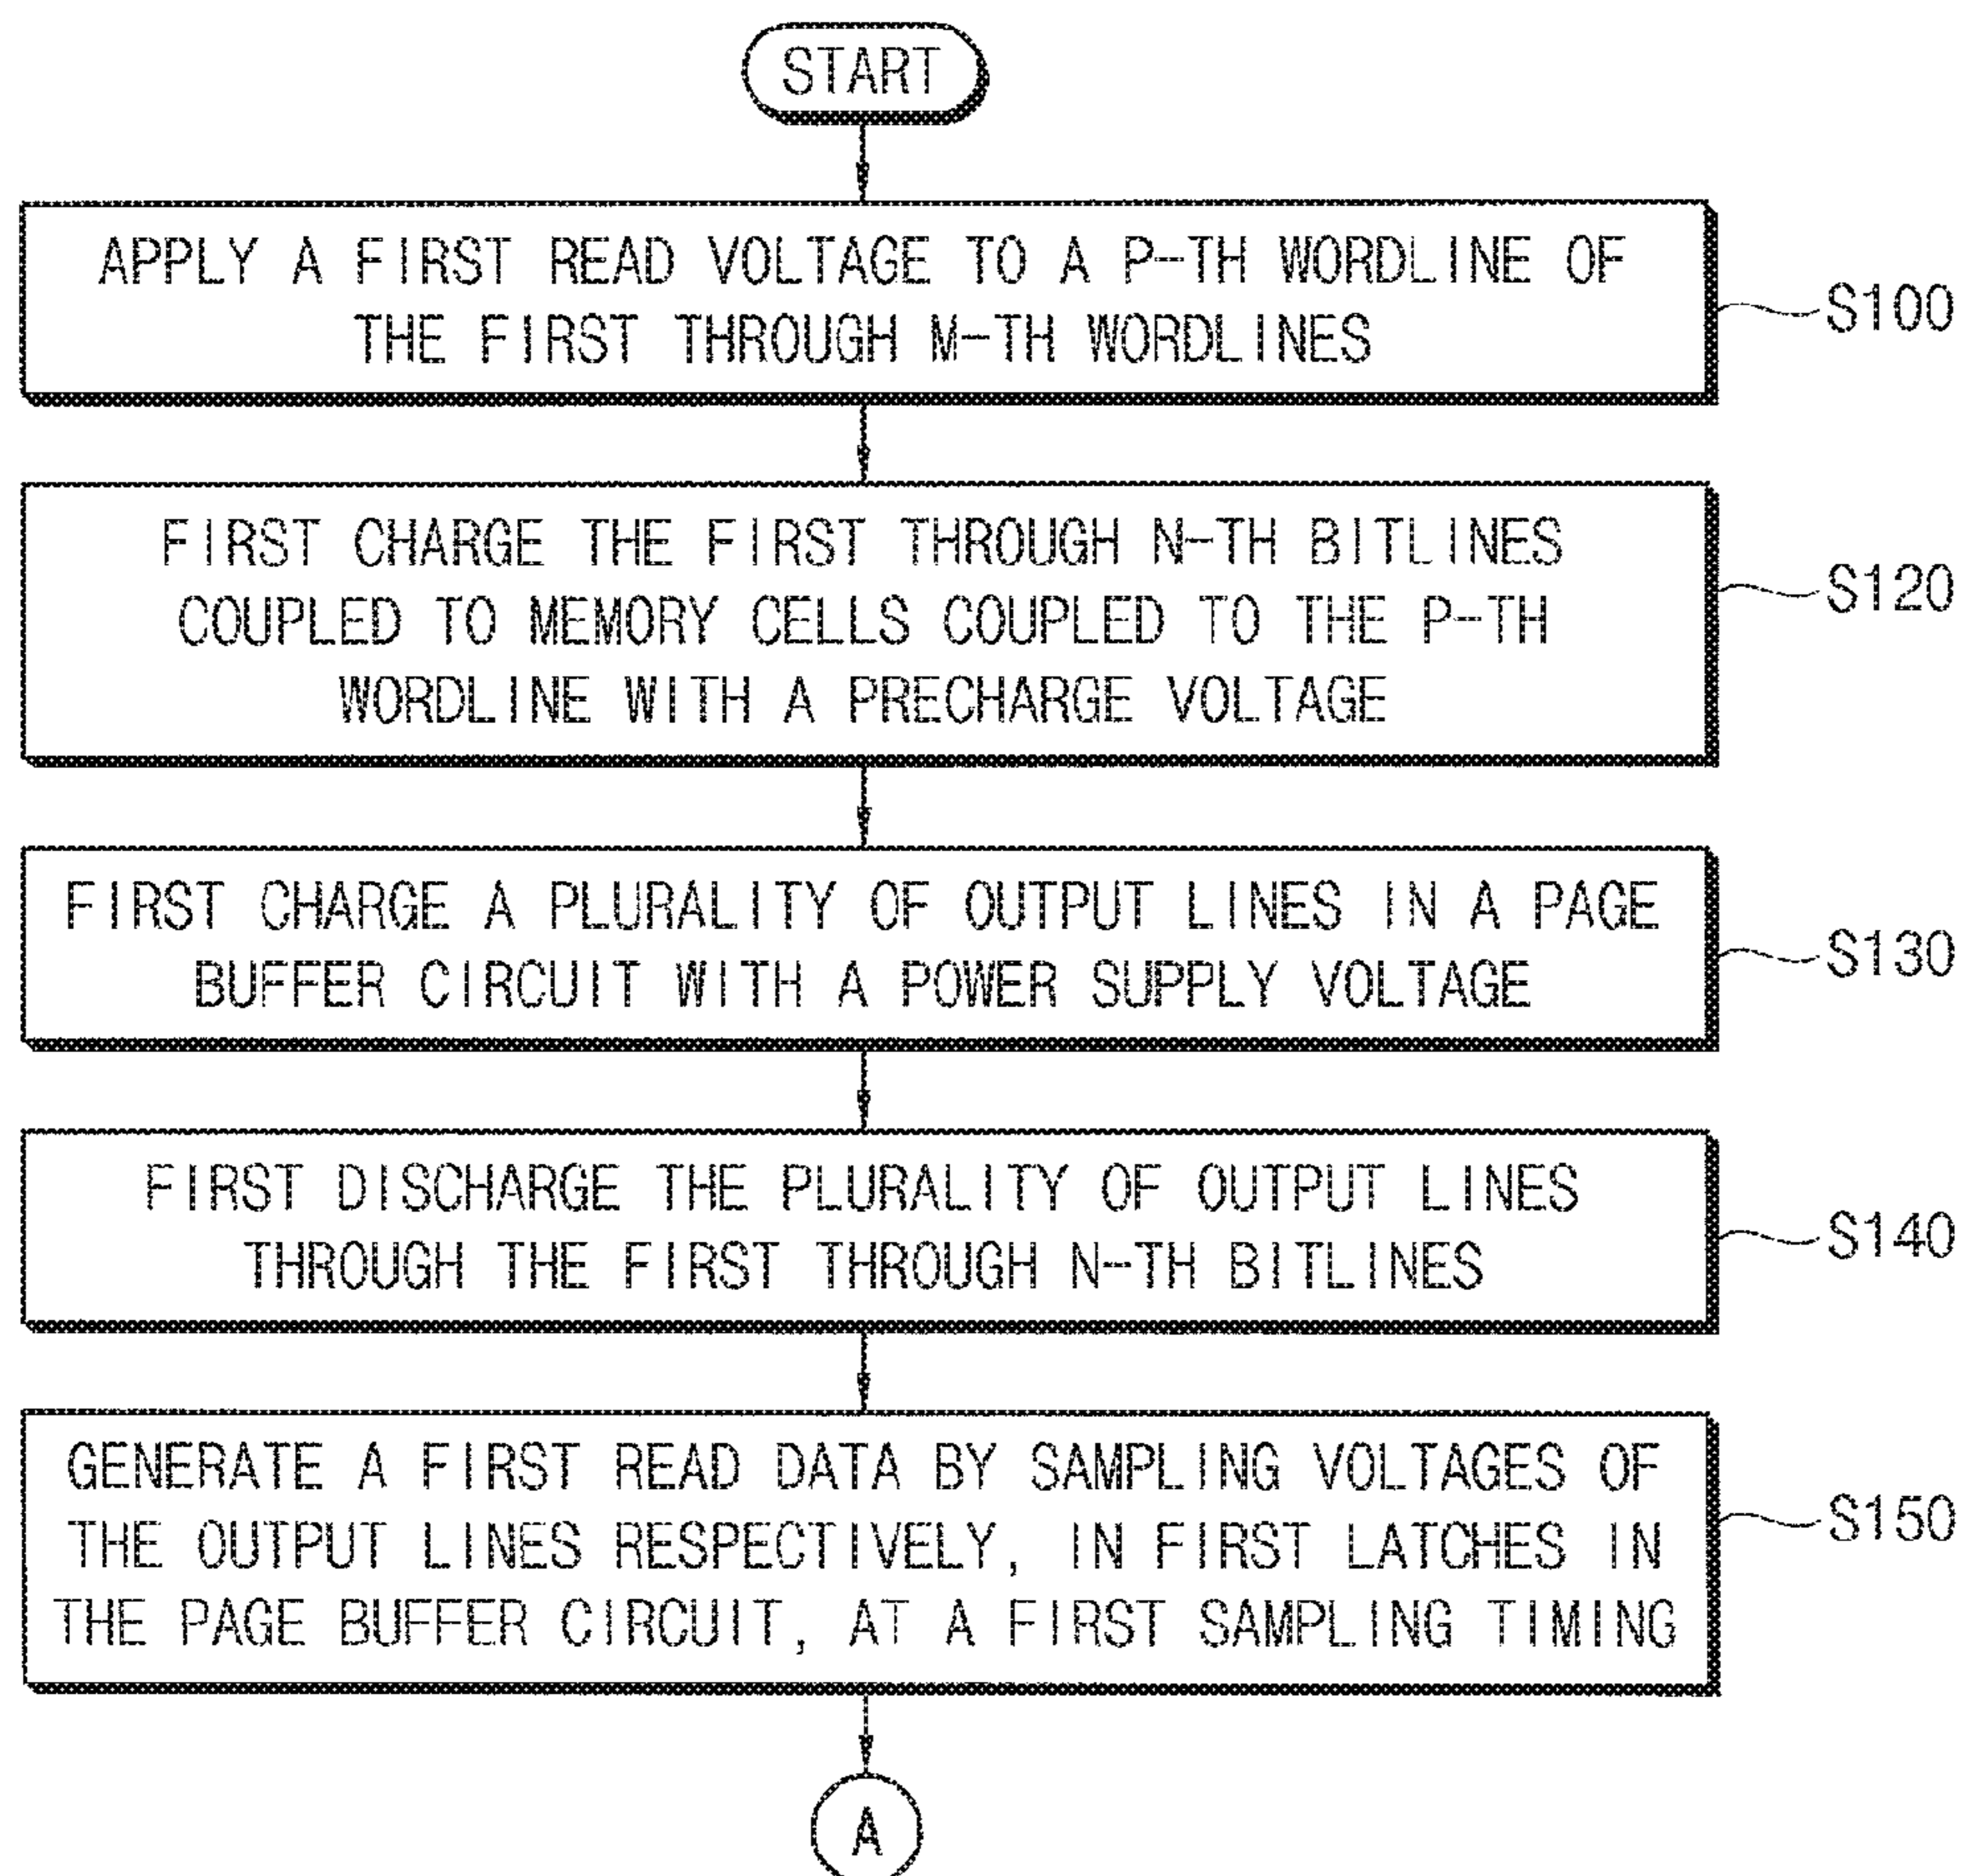 START
APPLY A FIRST READ VOLTAGE TO A P-TH WORDLINE OF
THE FIRST THROUGH M-TH WORDLINES
S100
FIRST CHARGE THE FIRST THROUGH N-TH BITLINES
COUPLED TO MEMORY CELLS COUPLED TO THE P-TH
WORDLINE WITH A PRECHARGE VOLTAGE
S120
FIRST CHARGE A PLURALITY OF OUTPUT LINES IN A PAGE
BUFFER CIRCUIT WITH A POWER SUPPLY VOLTAGE
S130
FIRST DISCHARGE THE PLURALITY OF OUTPUT LINES
THROUGH THE FIRST THROUGH N-TH BITLINES
S140
GENERATE A FIRST READ DATA BY SAMPLING VOLTAGES OF
THE OUTPUT LINES RESPECTIVELY, IN FIRST LATCHES IN
THE PAGE BUFFER CIRCUIT, AT A FIRST SAMPLING TIMING
S150
A